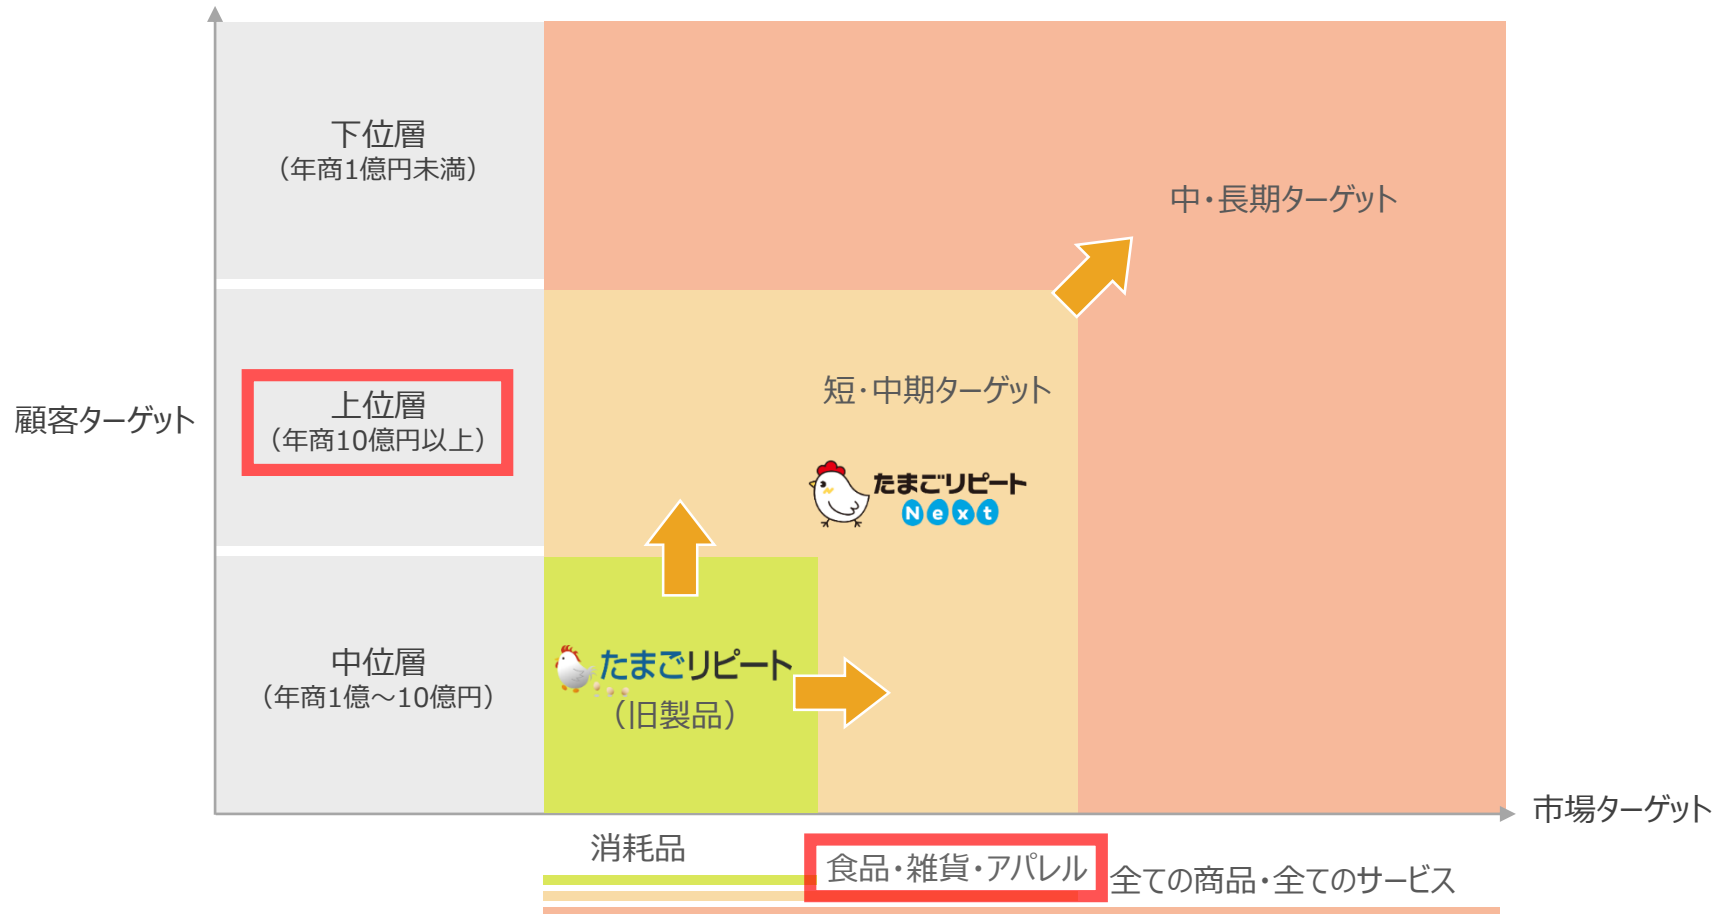 下位層
（年商1億円未満）
中・長期ターゲット
顧客ターゲット
上位層
（年商10億円以上）
短・中期ターゲット
たまごリピート
Next
中位層
（年商1億～10億円）
たまごリピート
（旧製品）
市場ターゲット
消耗品
食品・雑貨・アパレル
全ての商品・全てのサービス